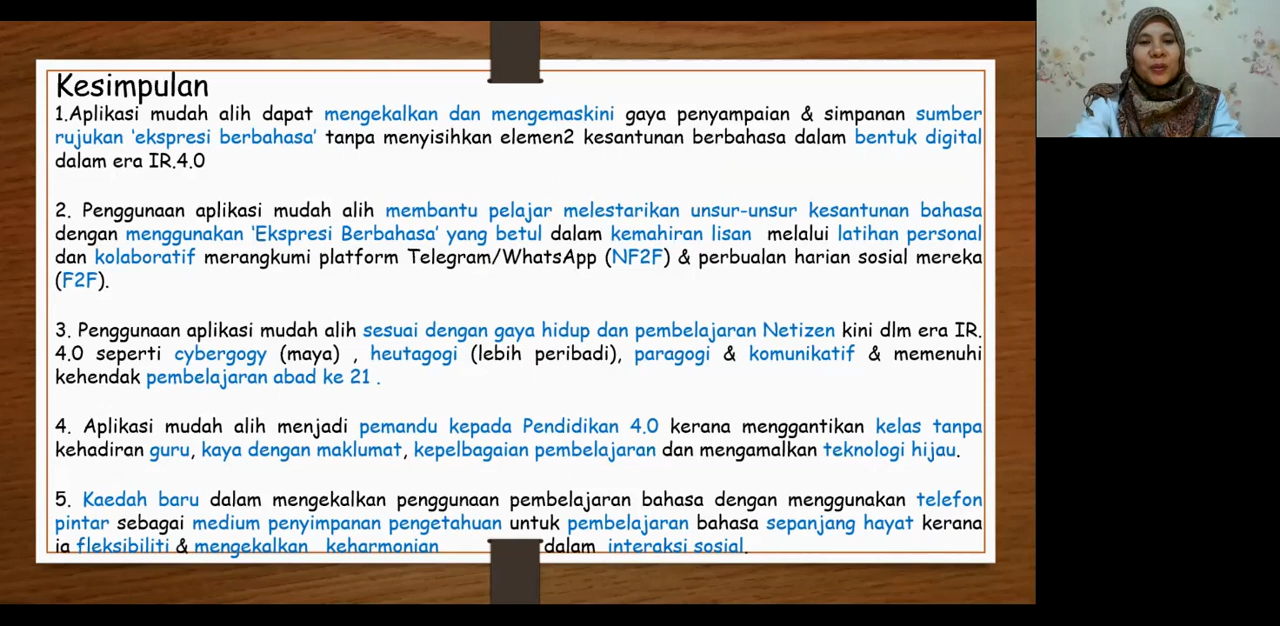 Kesimpulan
1.Aplikasi mudah alih dapat mengekalkan dan mengemaskini gaya penyampaian & simpanan sumber
rujukan 'ekspresi berbahasa' tanpa menyisihkan elemen2 kesantunan berbahasa dalam bentuk digital
dalam era IR.4.0
2. Penggunaan aplikasi mudah alih membantu pelajar melestarikan unsur-unsur kesantunan bahasa
dengan menggunakan 'Ekspresi Berbahasa' yang betul dalam kemahiran lisan melalui latihan personal
dan kolaboratif merangkumi platform Telegram/WhatsApp (NF2F) & perbualan harian sosial mereka
(F2F).
3. Penggunaan aplikasi mudah alih sesuai dengan gaya hidup dan pembelajaran Netizen kini dlm era IR.
4.0 seperti cybergogy (maya) , heutagogi (lebih peribadi), paragogi & komunikatif & memenuhi
kehendak pembelajaran abad ke 21 .
4. Aplikasi mudah alih menjadi pemandu kepada Pendidikan 4.0 kerana menggantikan kelas tanpa
kehadiran guru, kaya dengan maklumat, kepelbagaian pembelajaran dan mengamalkan teknologi hijau.
5. Kaedah baru dalam mengekalkan penggunaan pembelajaran bahasa dengan menggunakan telefon
pintar sebagai medium penyimpanan pengetahuan untuk pembelajaran bahasa sepanjang hayat kerana
ia fleksibiliti & mengekalkan keharmonian dalam interaksi sosial.